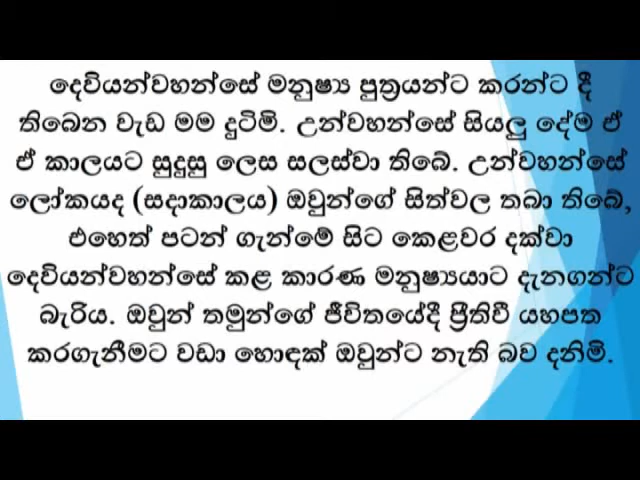 දෙවියන්වහන්සේ මනුෂ්‍ය පුත්‍රයන්ට කරන්ට දී
තිබෙන වැඩ මම දුටිමි. උන්වහන්සේ සියලු දේම ඒ
ඒ කාලයට සුදුසු ලෙස සලස්වා තිබේ. උන්වහන්සේ
ලෝකයද (සදාකාලය) ඔවුන්ගේ සිත්වල තබා තිබේ,
එහෙත් පටන් ගැන්මේ සිට කෙළවර දක්වා
දෙවියන්වහන්සේ කළ කාරණ මනුෂ්‍යයාට දැනගන්ට
බැරිය. ඔවුන් තමුන්ගේ ජීවිතයේදී ප්‍රීතිවී යහපත
කරගැනීමට වඩා හොඳක් ඔවුන්ට නැති බව දනිමි.